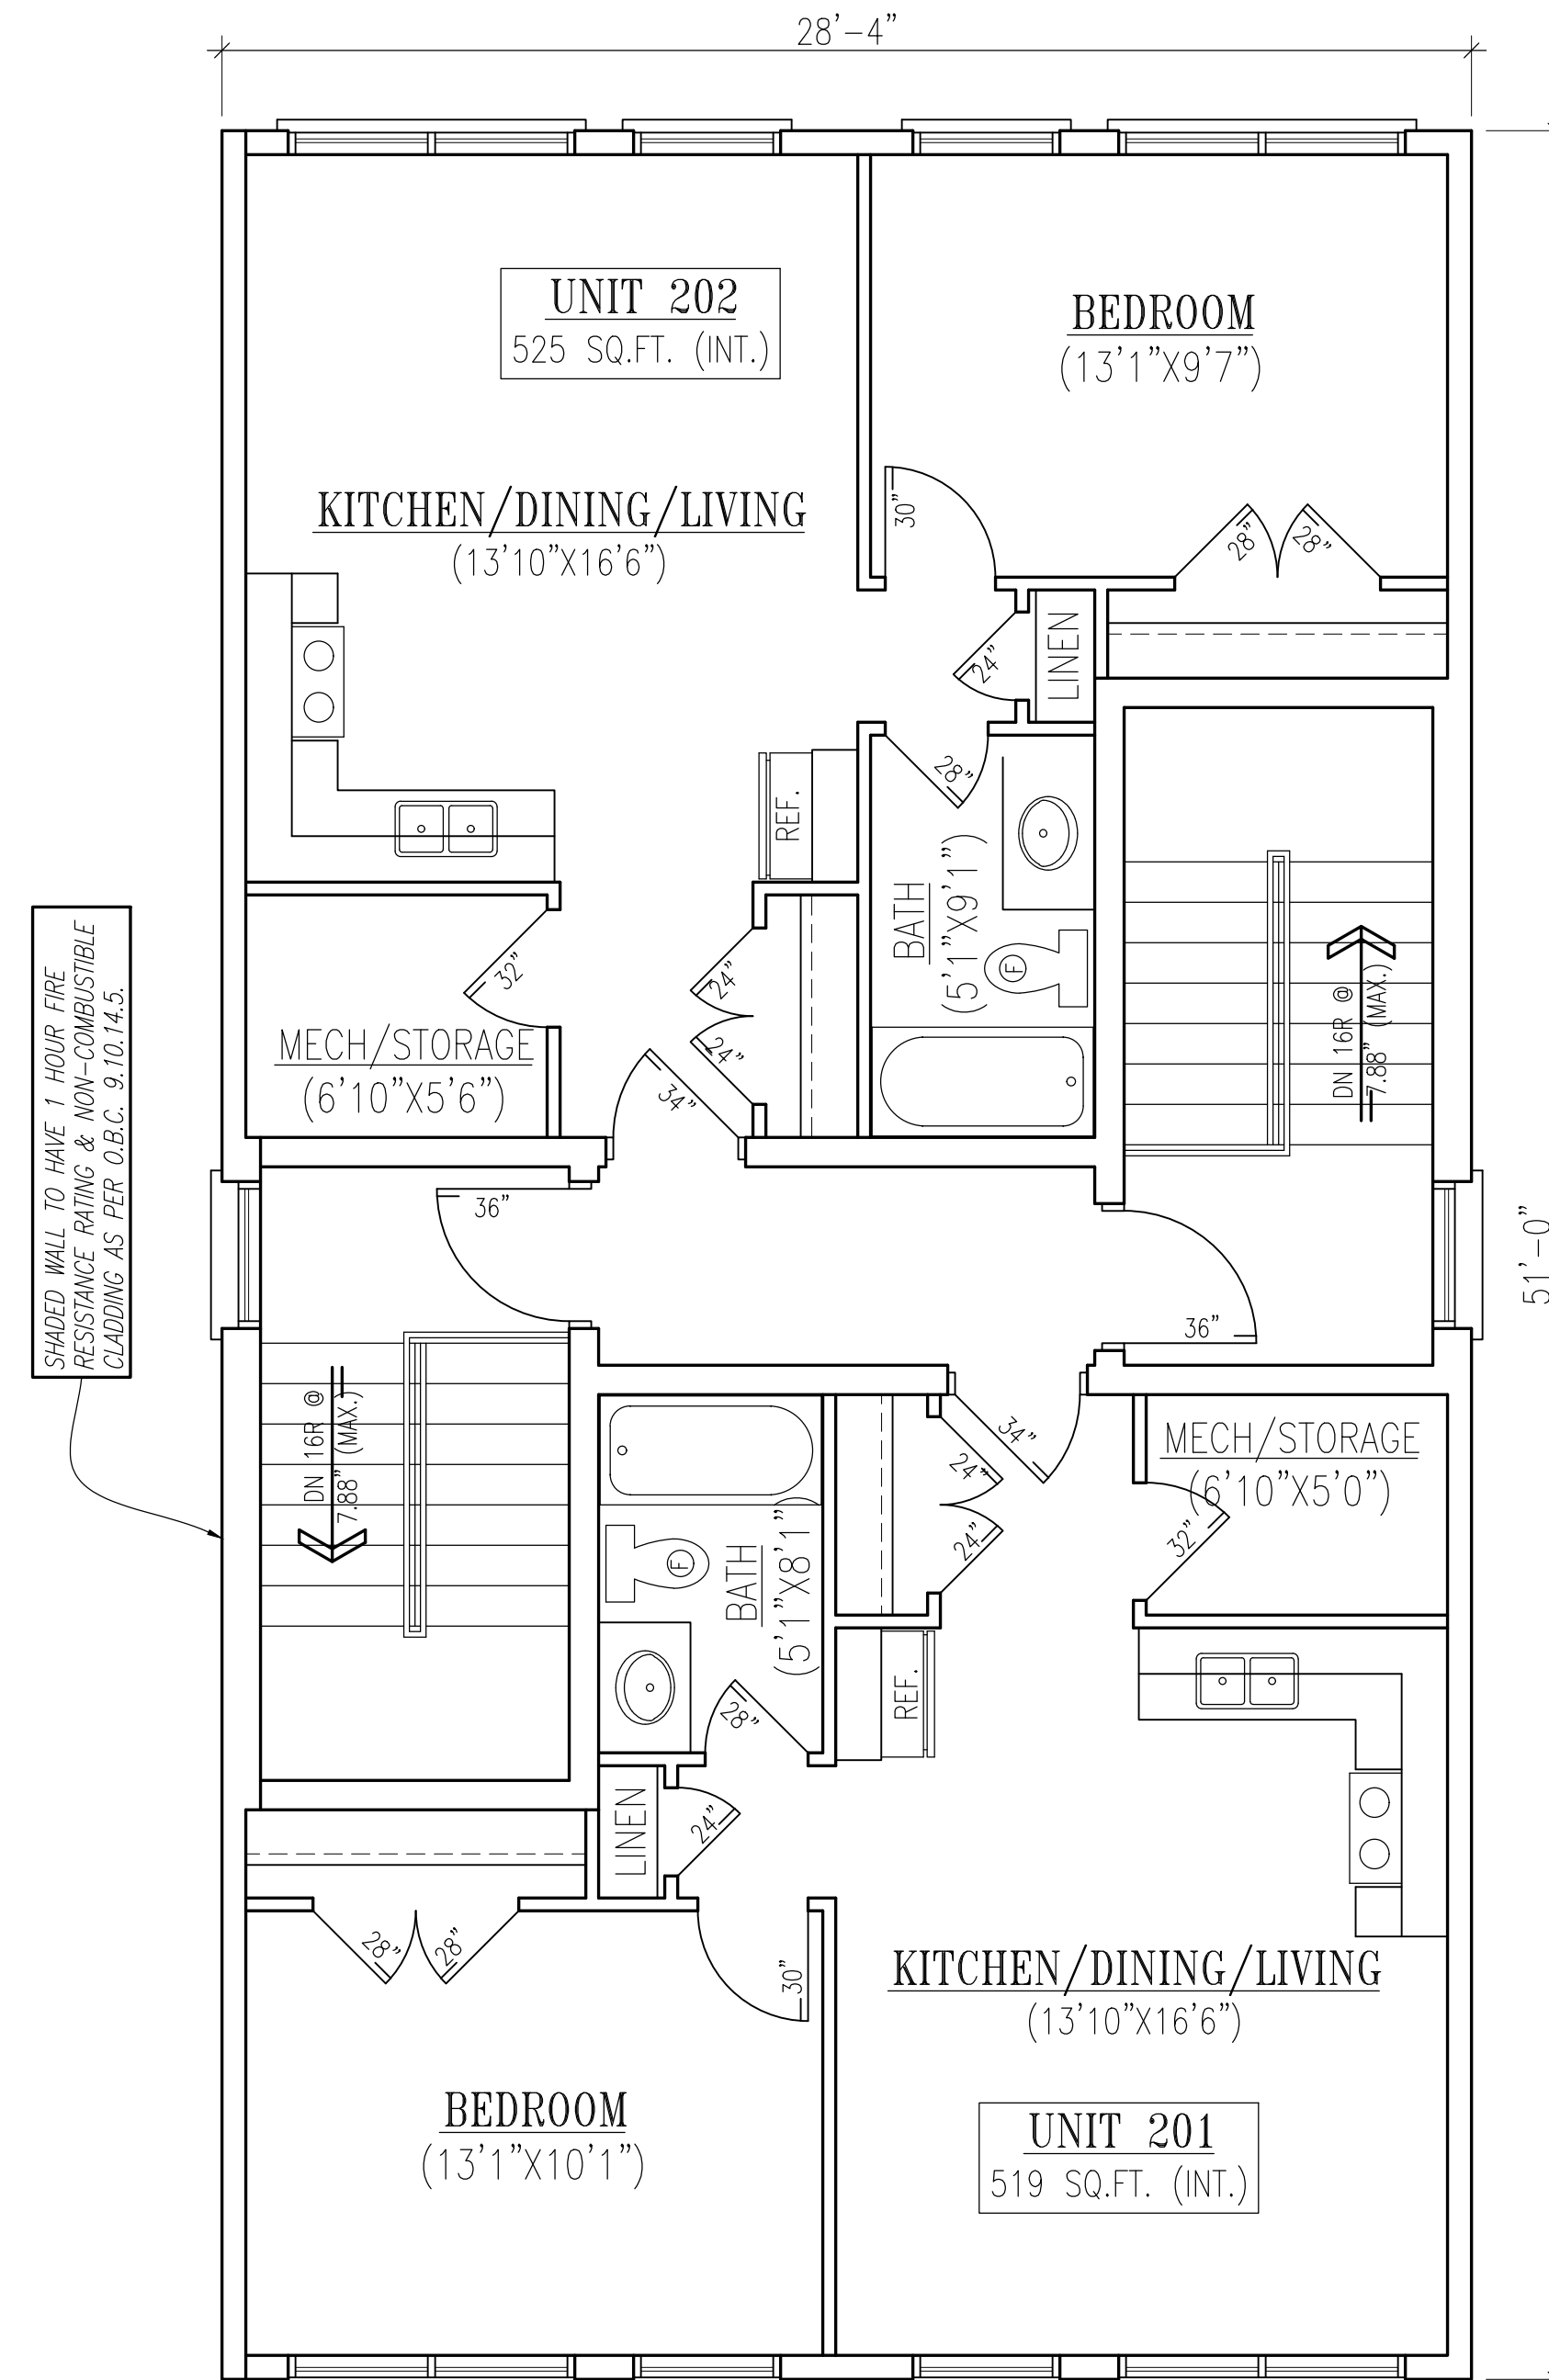 28'-4"
UNIT 202
525 SQ.FT. (INT.)
BEDROOM
(13'1"X9'7")
KITCHEN/DINING/LIVING
(13'10"X16'6")
30"
28"
28"
LINEN
24"
28"
REF.
BATH
(5'1"X9'1")
F
32"
24"
24"
MECH/STORAGE
(6'10"X5'6")
34"
DN 16R @
7.88" (MAX.)
SHADED WALL TO HAVE 1 HOUR FIRE
RESISTANCE RATING & NON-COMBUSTIBLE
CLADDING AS PER O.B.C. 9.10.14.5.
36"
36"
51'-0"
DN 16R @
7.88" (MAX.)
34"
24"
24"
MECH/STORAGE
(6'10"X5'0")
32"
F
BATH
(5'1"X8'1")
REF.
28"
LINEN
24"
28"
28"
30"
KITCHEN/DINING/LIVING
(13'10"X16'6")
BEDROOM
(13'1"X10'1")
UNIT 201
519 SQ.FT. (INT.)